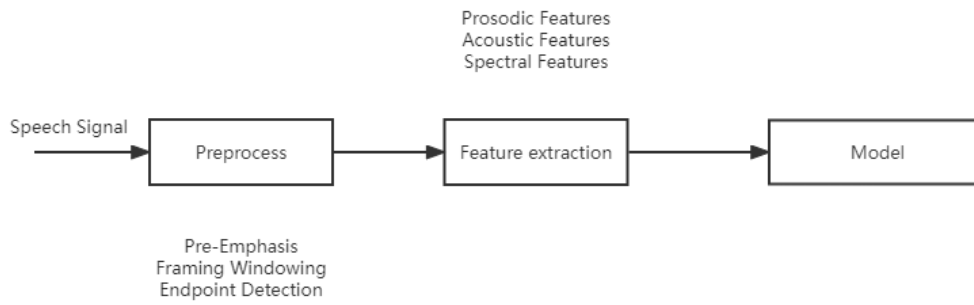 Prosodic Features
Acoustic Features
Spectral Features
Speech Signal
Preprocess
Feature extraction
Model
Pre-Emphasis
Framing Windowing
Endpoint Detection